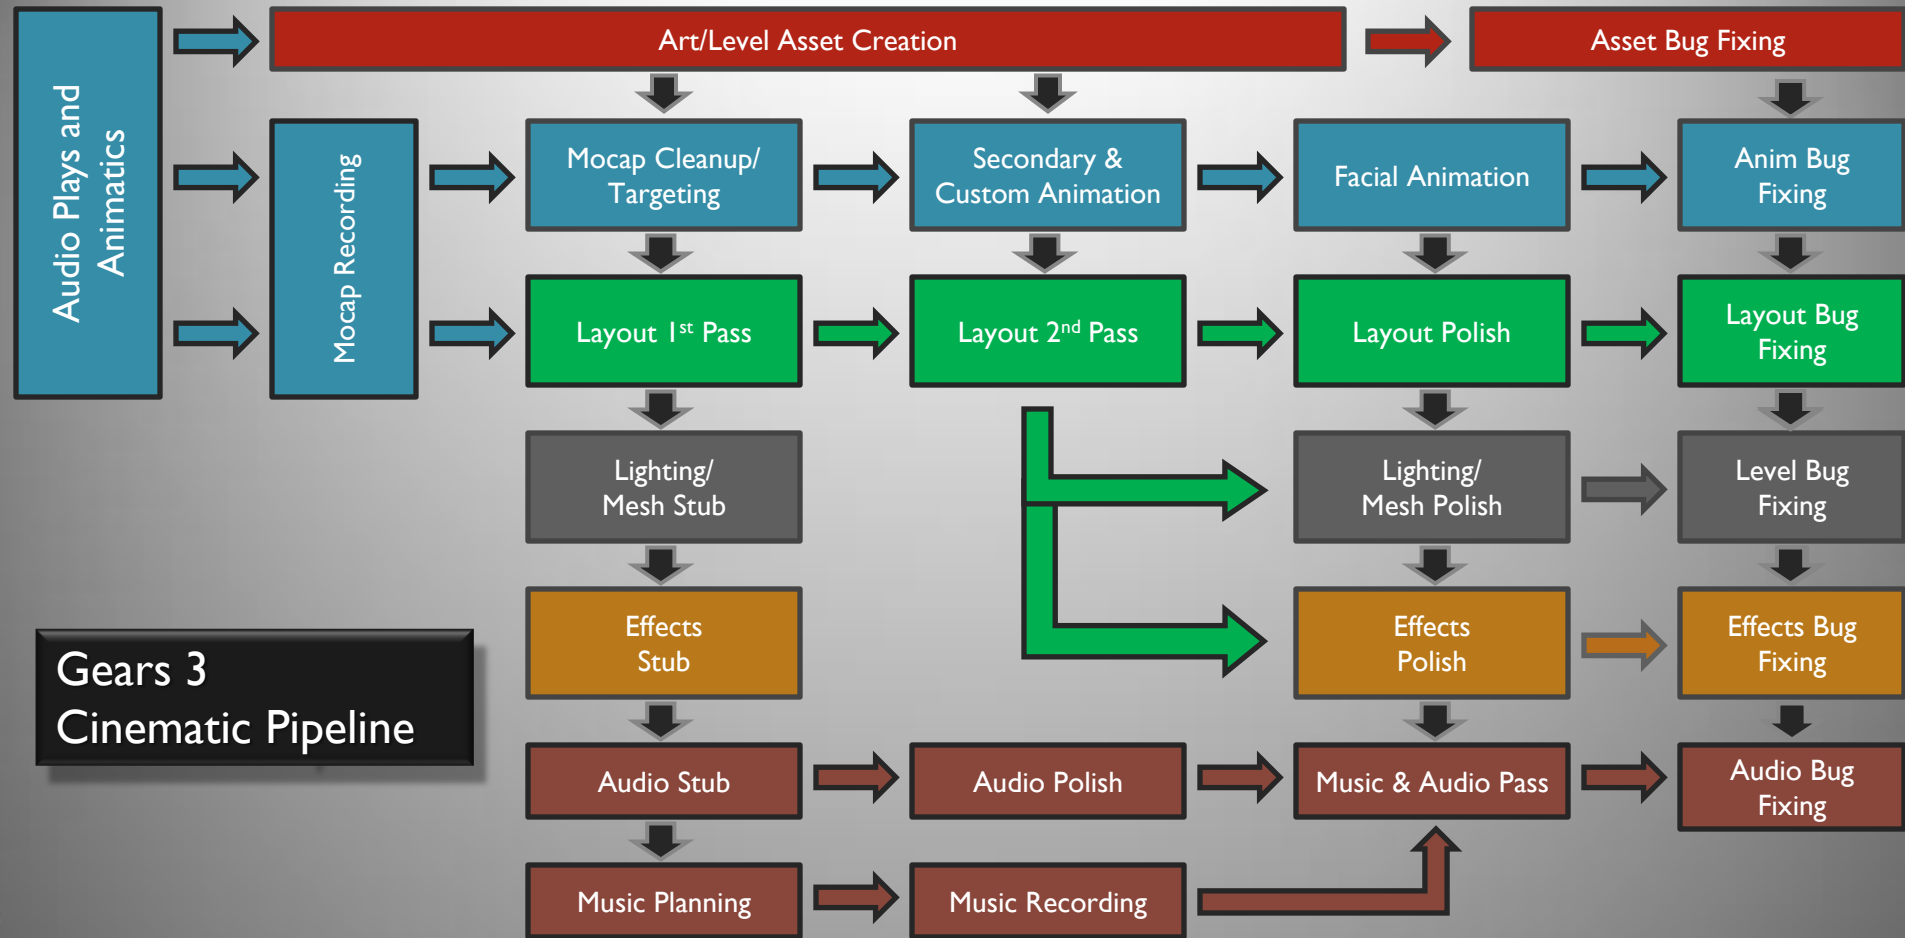 Art/Level Asset Creation
Asset Bug Fixing
Audio Plays and
Animatics
Mocap Recording
Mocap Cleanup/
Targeting
Secondary &
Custom Animation
Facial Animation
Anim Bug
Fixing
Layout 1st Pass
Layout 2nd Pass
Layout Polish
Layout Bug
Fixing
Lighting/
Mesh Stub
Lighting/
Mesh Polish
Level Bug
Fixing
Effects
Stub
Effects
Polish
Effects Bug
Fixing
Gears 3
Cinematic Pipeline
Audio Stub
Audio Polish
Music & Audio Pass
Audio Bug
Fixing
Music Planning
Music Recording